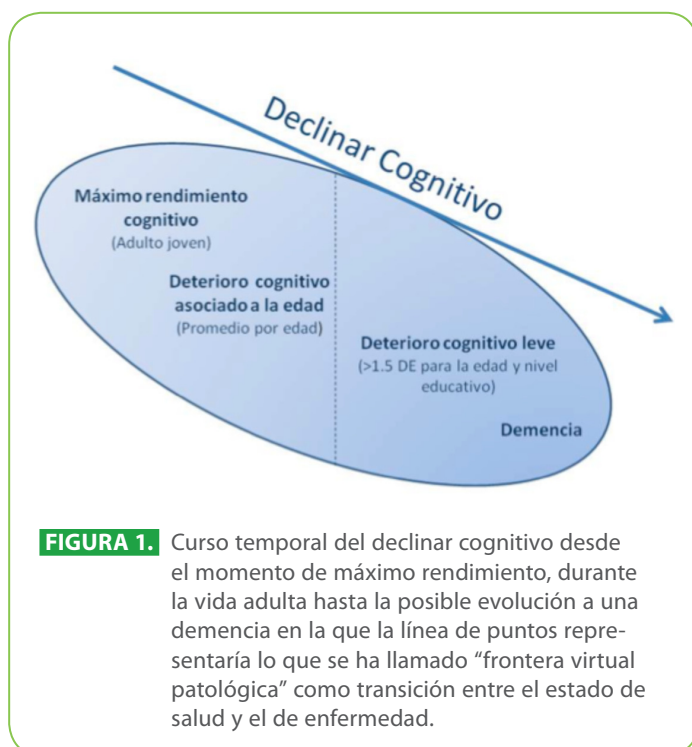 Declinar Cognitivo
Máximo rendimiento
cognitivo
(Adulto joven)
Deterioro cognitivo
asociado a la edad
(Promedio por edad)
Deterioro cognitivo leve
(>1.5 DE para la edad y nivel
educativo)
Demencia
FIGURA 1. Curso temporal del declinar cognitivo desde
el momento de máximo rendimiento, durante
la vida adulta hasta la posible evolución a una
demencia en la que la línea de puntos repre-
sentaría lo que se ha llamado “frontera virtual
patológica” como transición entre el estado de
salud y el de enfermedad.